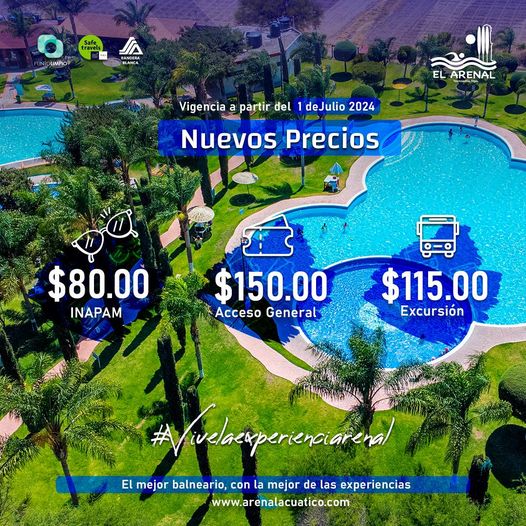 PUNTO LIMPIO
Safe travels
BANDERA BLANCA
EL ARENAL
Vigencia a partir del 1 deJulio 2024
Nuevos Precios
$80.00
INAPAM
$150.00
Acceso General
$115.00
Excursión
#Vivelaexperienciarenal
El mejor balneario, con la mejor de las experiencias
www.arenalacuatico.com